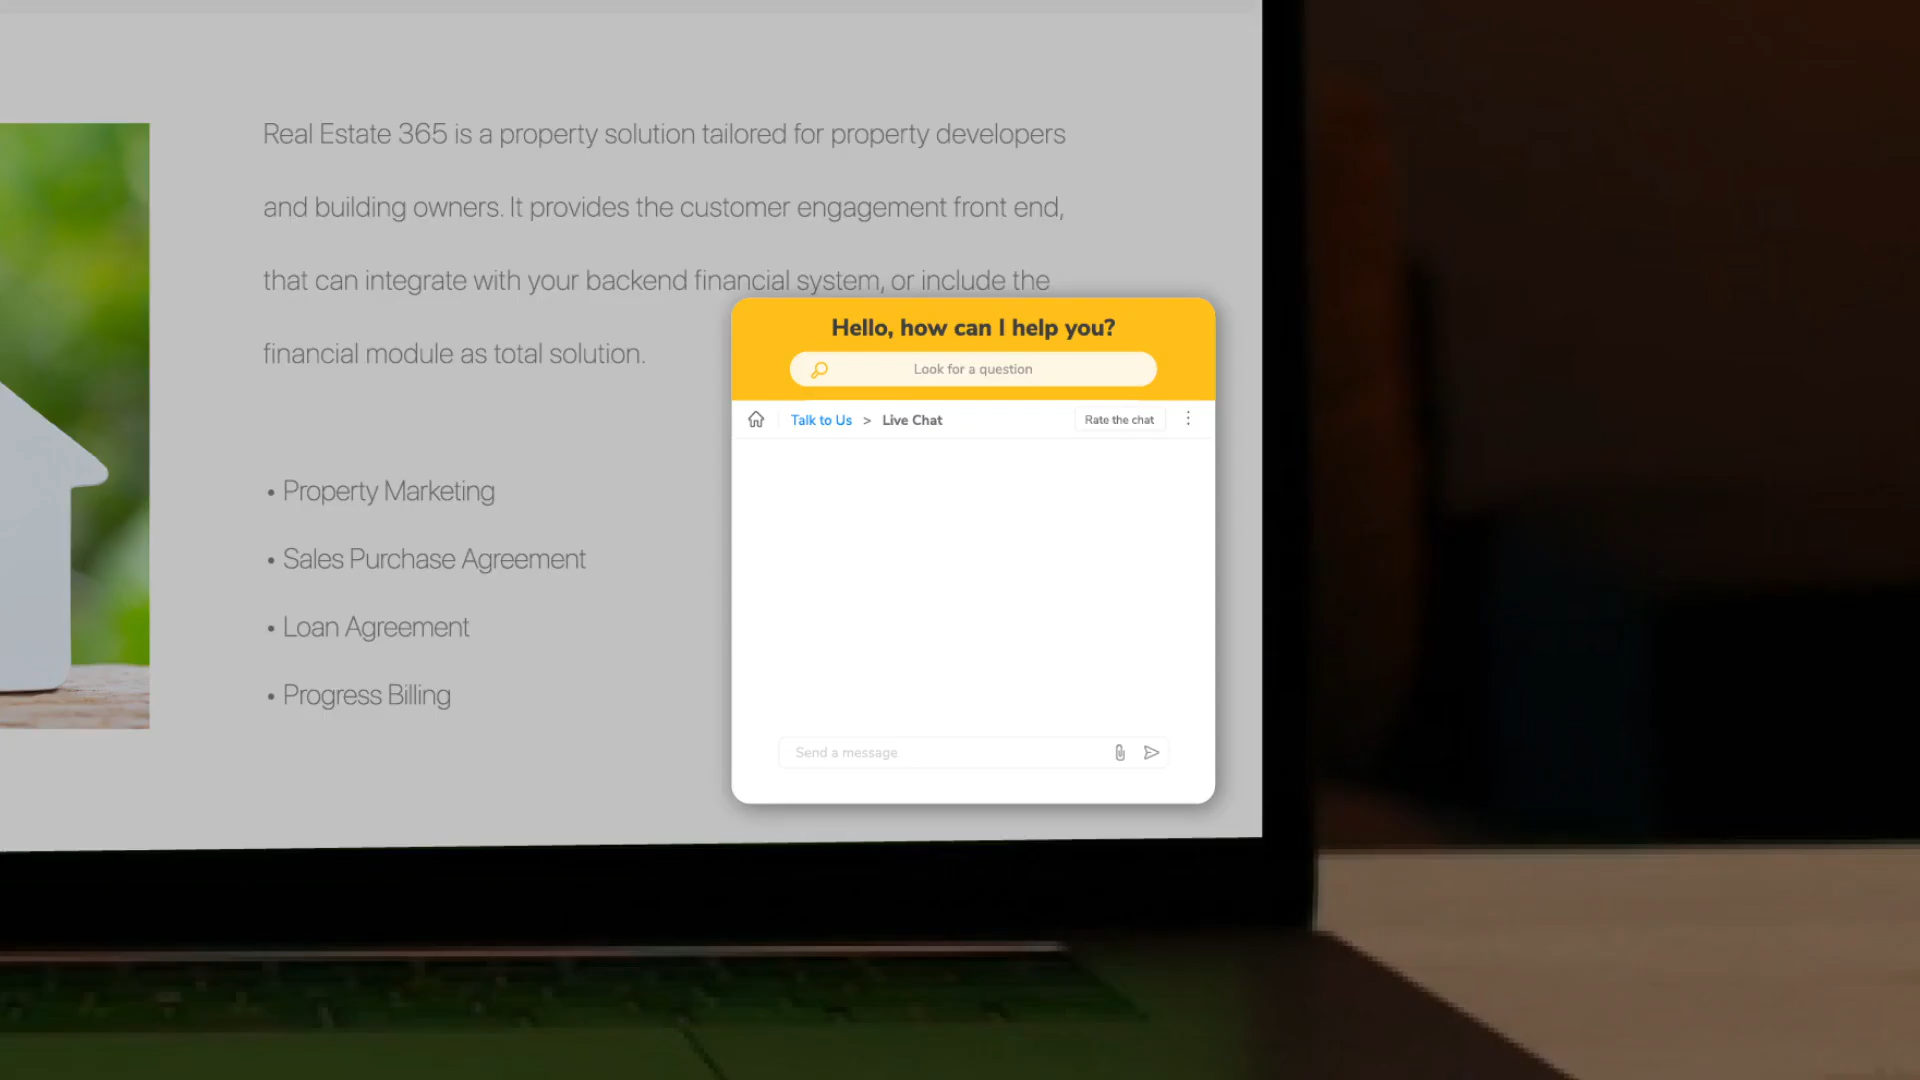 Real Estate 365 is a property solution tailored for property developers
and building owners. It provides the customer engagement front end,
that can integrate with your backend financial system, or include the
financial module as total solution.
• Property Marketing
• Sales Purchase Agreement
• Loan Agreement
• Progress Billing
Hello, how can I help you?
Look for a question
Talk to Us > Live Chat
Rate the chat
Send a message